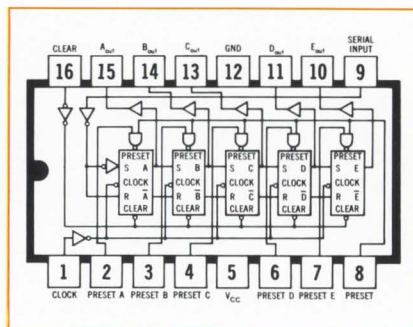 CLEAR A out B out C out GND D out E out SERIAL INPUT
16 15 14 13 12 11 10 9
PRESET PRESET PRESET PRESET PRESET
S A S B S C S D S E
CLOCK CLOCK CLOCK CLOCK CLOCK
R A̅ R B̅ R C̅ R D̅ R E̅
CLEAR CLEAR CLEAR CLEAR CLEAR
1 2 3 4 5 6 7 8
CLOCK PRESET A PRESET B PRESET C VCC PRESET D PRESET E PRESET